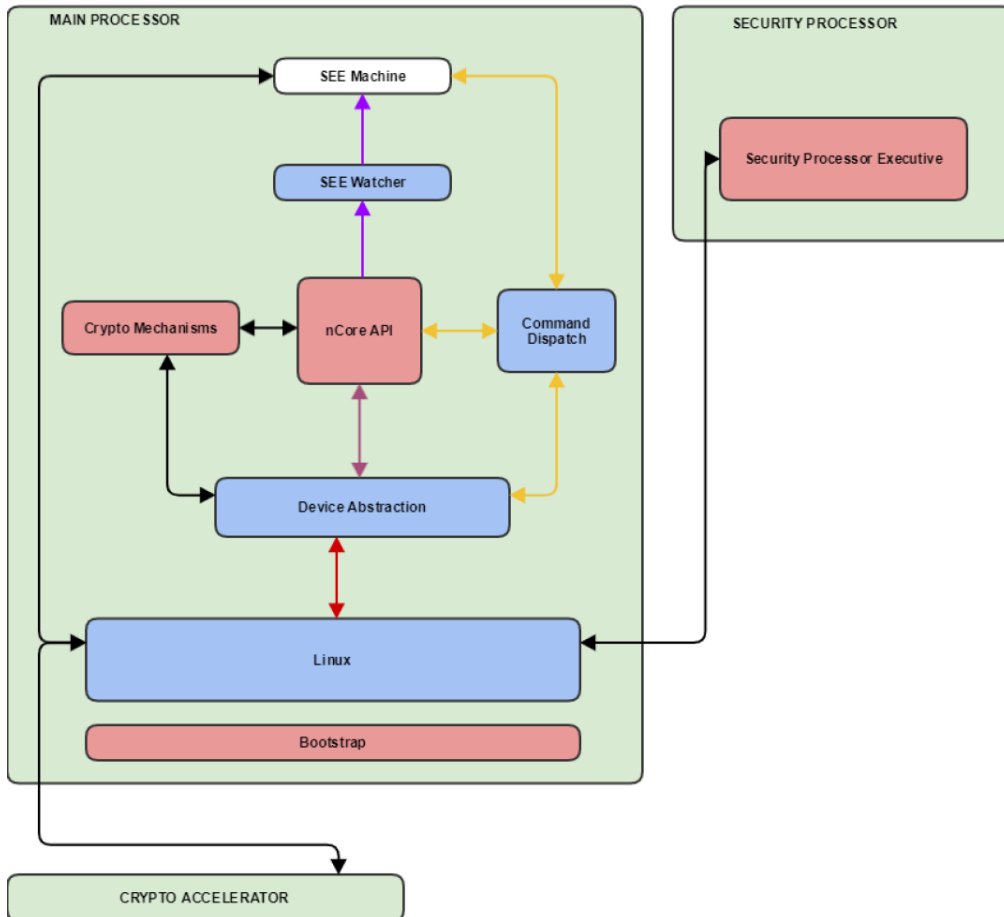 MAIN PROCESSOR
SECURITY PROCESSOR
SEE Machine
Security Processor Executive
SEE Watcher
Crypto Mechanisms
nCore API
Command
Dispatch
Device Abstraction
Linux
Bootstrap
CRYPTO ACCELERATOR